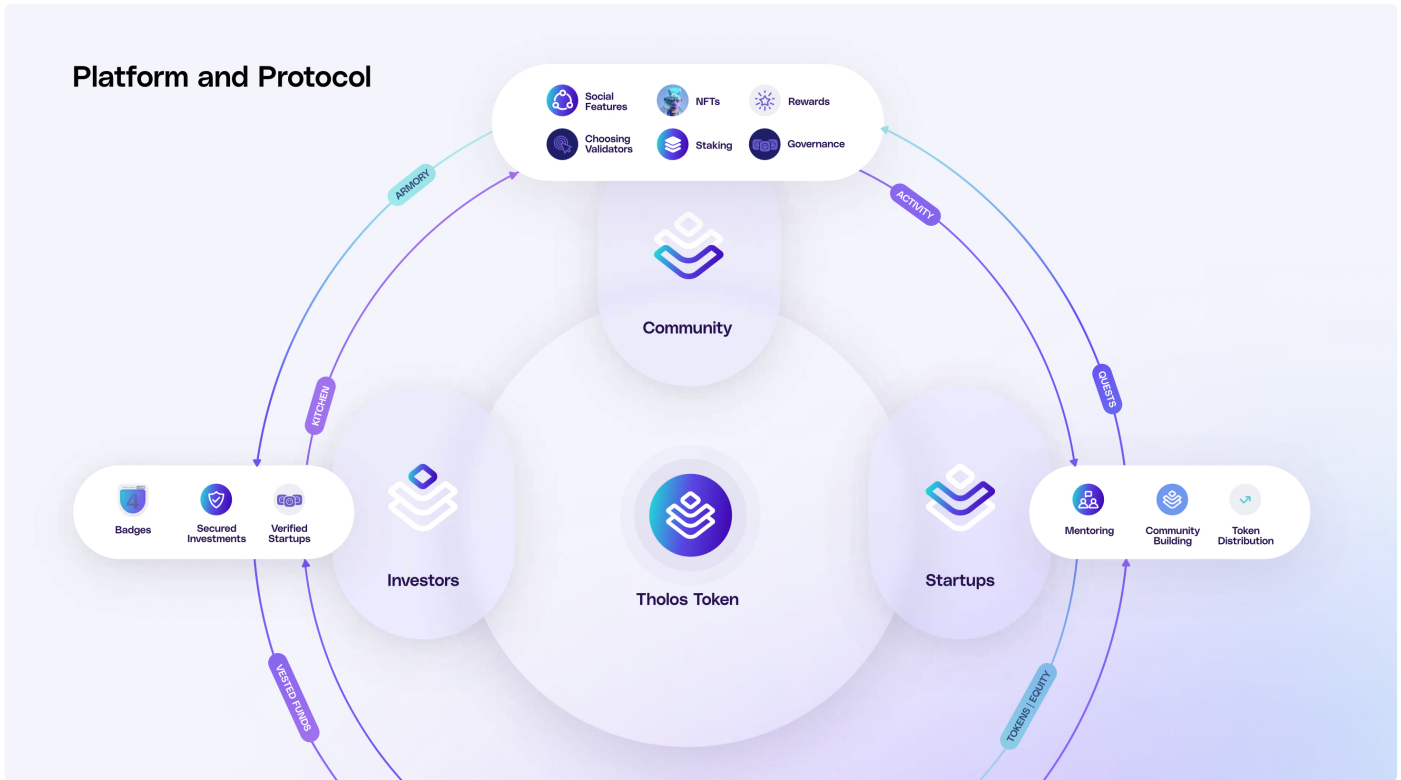 Platform and Protocol
Social
Features
NFTs
Rewards
Choosing
Validators
Staking
Governance
ARMORY
ACTIVITY
KITCHEN
QUESTS
Community
4
Badges
Secured
Investments
Verified
Startups
Investors
Tholos Token
Startups
Mentoring
Community
Building
Token
Distribution
VESTED FUNDS
TOKENS | EQUITY